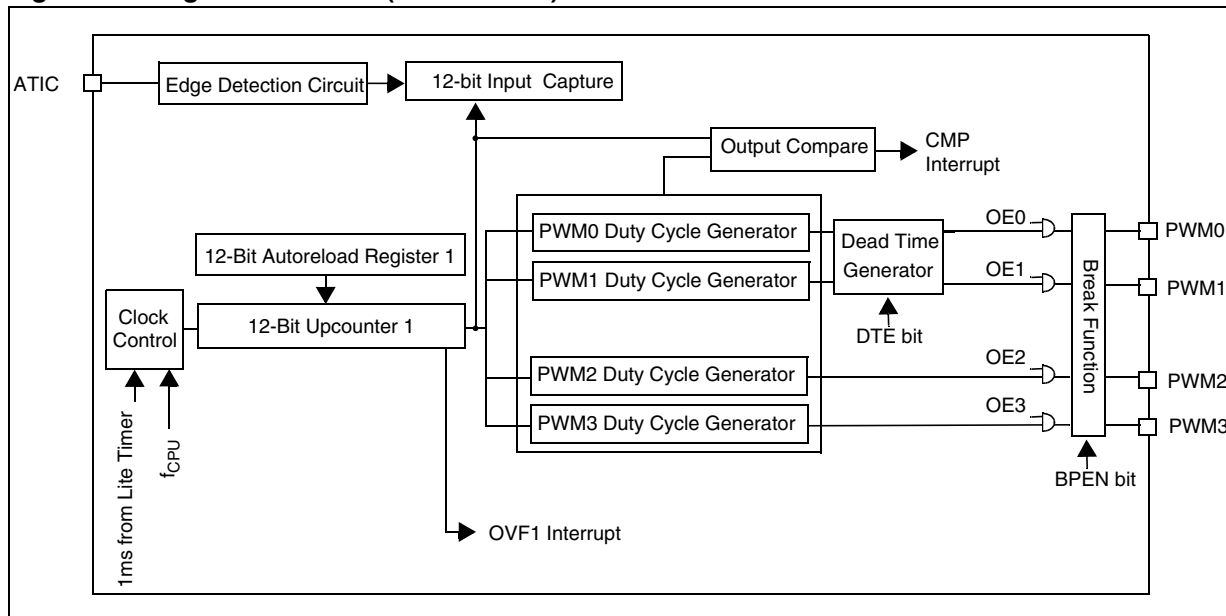 ATIC
Edge Detection Circuit
12-bit Input Capture
Output Compare
CMP
Interrupt
12-Bit Autoreload Register 1
Clock
Control
12-Bit Upcounter 1
PWM0 Duty Cycle Generator
PWM1 Duty Cycle Generator
PWM2 Duty Cycle Generator
PWM3 Duty Cycle Generator
Dead Time
Generator
DTE bit
OE0
OE1
OE2
OE3
Break Function
PWM0
PWM1
PWM2
PWM3
BPEN bit
1ms from Lite Timer
fCPU
OVF1 Interrupt